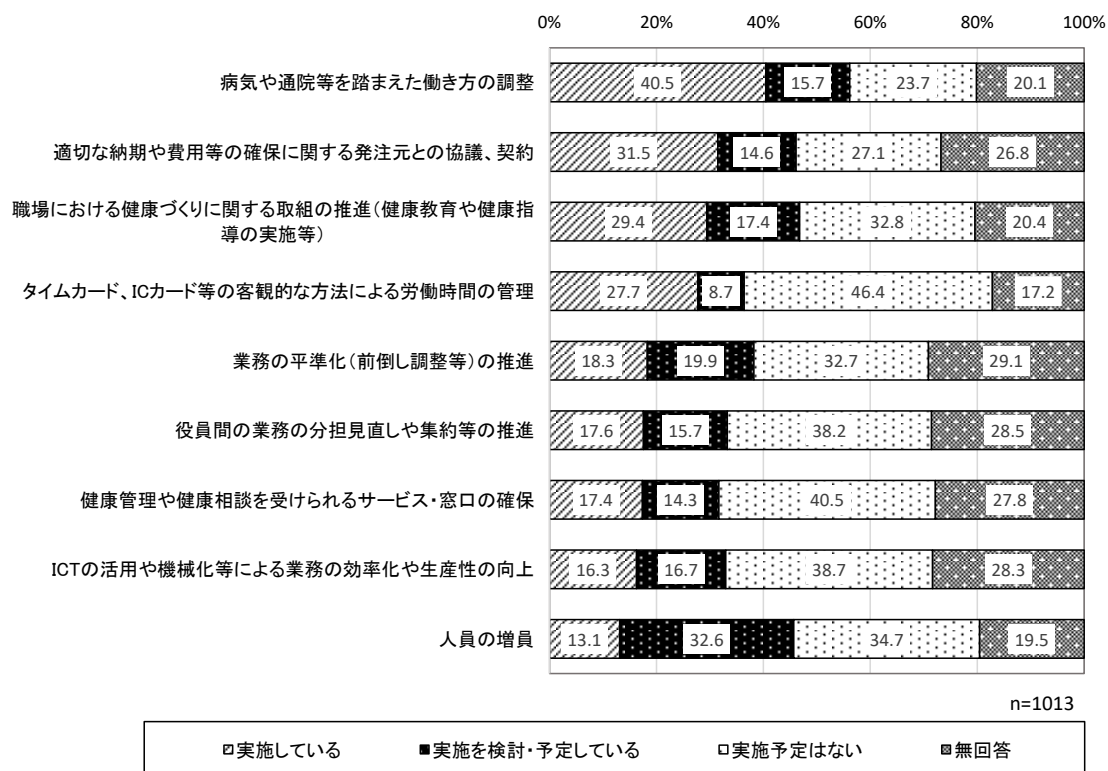 0% 20% 40% 60% 80% 100%
病気や通院等を踏まえた働き方の調整 40.5 15.7 23.7 20.1
適切な納期や費用等の確保に関する発注元との協議、契約 31.5 14.6 27.1 26.8
職場における健康づくりに関する取組の推進(健康教育や健康指
導の実施等) 29.4 17.4 32.8 20.4
タイムカード、ICカード等の客観的な方法による労働時間の管理 27.7 8.7 46.4 17.2
業務の平準化(前倒し調整等)の推進 18.3 19.9 32.7 29.1
役員間の業務の分担見直しや集約等の推進 17.6 15.7 38.2 28.5
健康管理や健康相談を受けられるサービス・窓口の確保 17.4 14.3 40.5 27.8
ICTの活用や機械化等による業務の効率化や生産性の向上 16.3 16.7 38.7 28.3
人員の増員 13.1 32.6 34.7 19.5
n=1013
実施している 実施を検討・予定している 実施予定はない 無回答